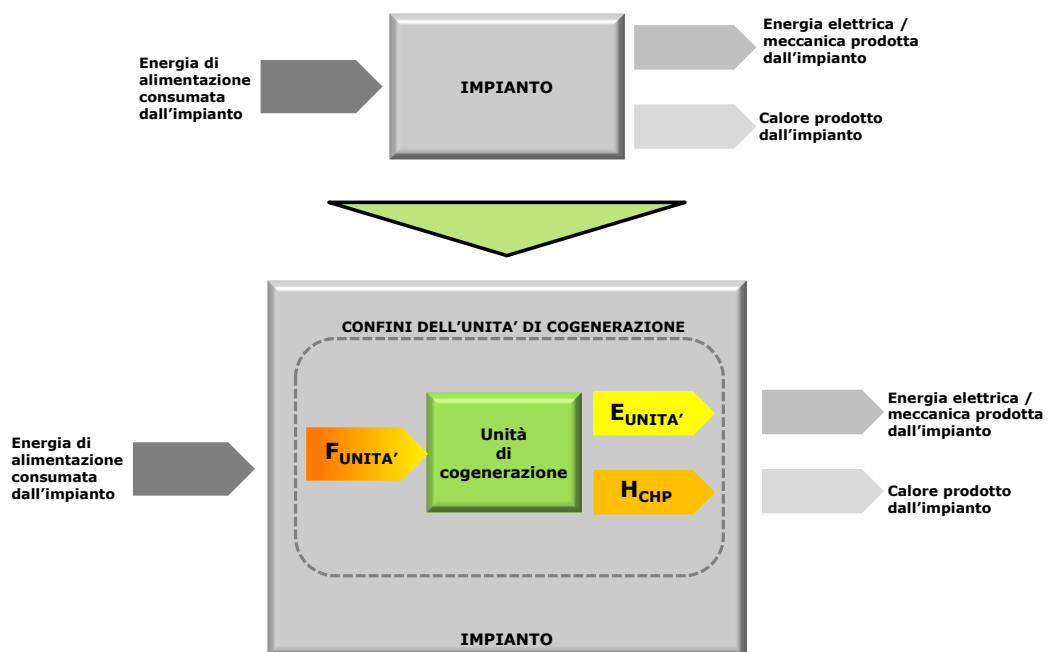 Energia di
alimentazione
consumata
dall'impianto
IMPIANTO
Energia elettrica /
meccanica prodotta
dall'impianto
Calore prodotto
dall'impianto
CONFINI DELL'UNITA' DI COGENERAZIONE
Energia di
alimentazione
consumata
dall'impianto
FUNITA'
Unità
di
cogenerazione
EUNITA'
HCHP
Energia elettrica /
meccanica prodotta
dall'impianto
Calore prodotto
dall'impianto
IMPIANTO